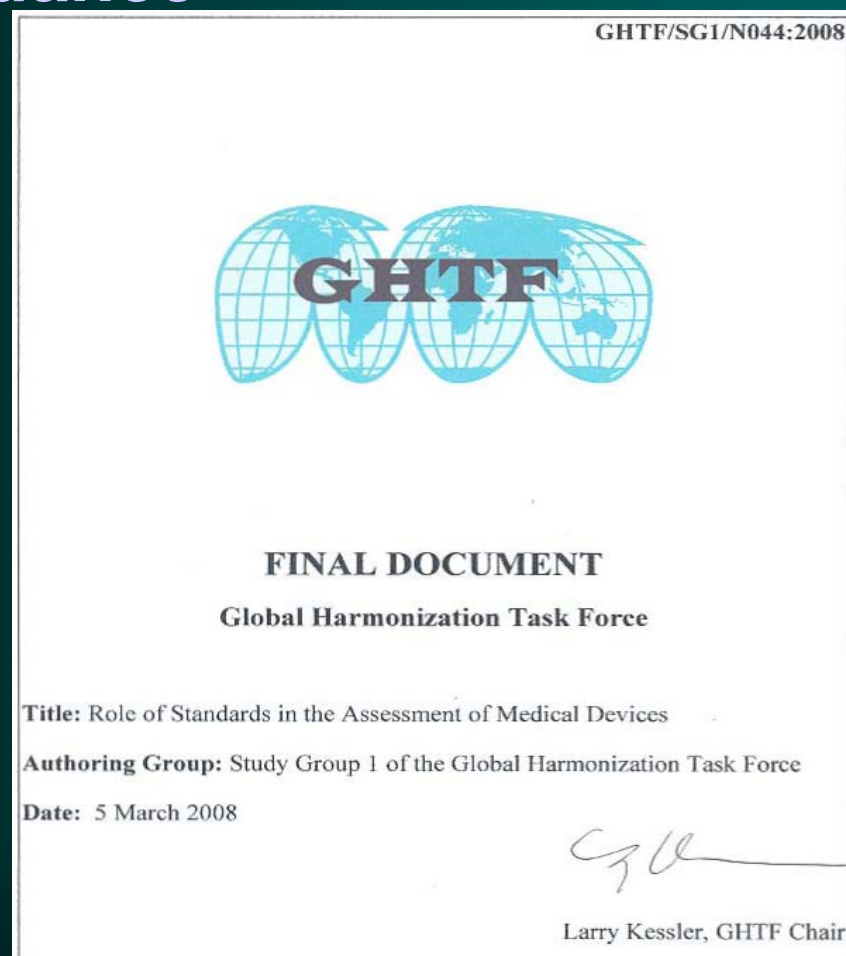 GHTF/SG1/N044:2008
GHTF
FINAL DOCUMENT
Global Harmonization Task Force
Title: Role of Standards in the Assessment of Medical Devices
Authoring Group: Study Group 1 of the Global Harmonization Task Force
Date: 5 March 2008
Larry Kessler, GHTF Chair